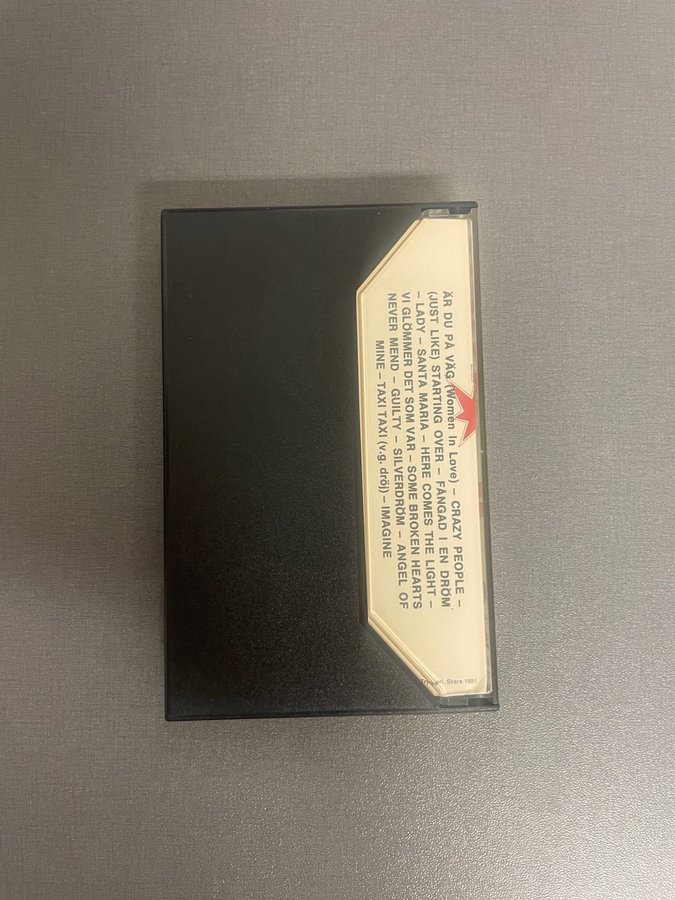 ÄR DU PÅ VÄG (Women In Love) – CRAZY PEOPLE –
(JUST LIKE) STARTING OVER – FÅNGAD I EN DRÖM
– LADY – SANTA MARIA – HERE COMES THE LIGHT –
VI GLÖMMER DET SOM VAR – SOME BROKEN HEARTS
NEVER MEND – GUILTY – SILVERDRÖM – ANGEL OF
MINE – TAXI TAXI (v.g. dröj) – IMAGINE
Skara 1981